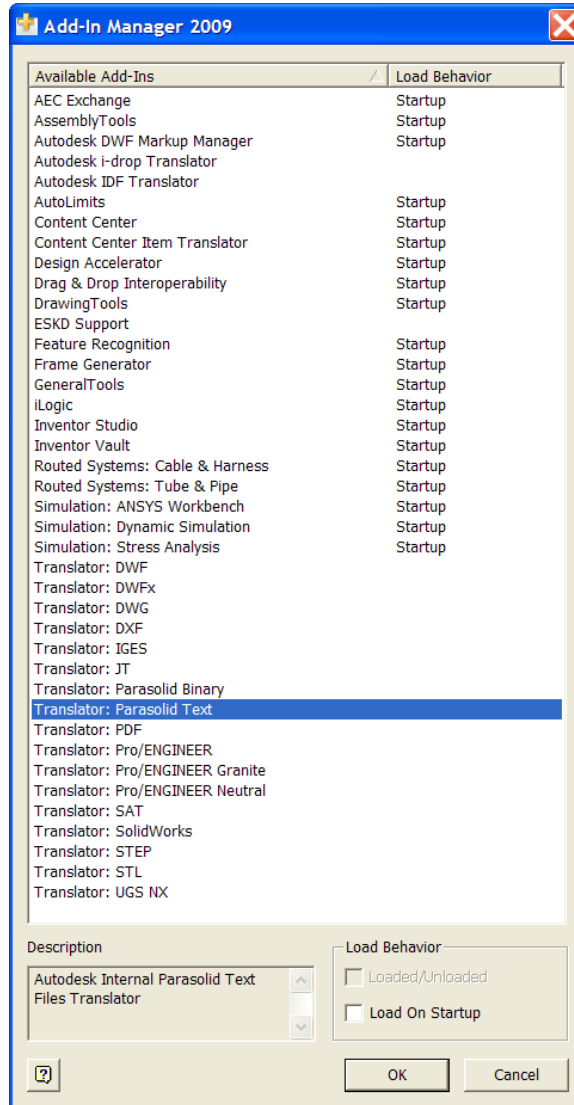 Add-In Manager 2009
Available Add-Ins Load Behavior
AEC Exchange Startup
AssemblyTools Startup
Autodesk DWF Markup Manager Startup
Autodesk i-drop Translator
Autodesk IDF Translator
AutoLimits Startup
Content Center Startup
Content Center Item Translator Startup
Design Accelerator Startup
Drag & Drop Interoperability Startup
DrawingTools Startup
ESKD Support
Feature Recognition Startup
Frame Generator Startup
GeneralTools Startup
iLogic Startup
Inventor Studio Startup
Inventor Vault Startup
Routed Systems: Cable & Harness Startup
Routed Systems: Tube & Pipe Startup
Simulation: ANSYS Workbench Startup
Simulation: Dynamic Simulation Startup
Simulation: Stress Analysis Startup
Translator: DWF
Translator: DWFx
Translator: DWG
Translator: DXF
Translator: IGES
Translator: JT
Translator: Parasolid Binary
Translator: Parasolid Text
Translator: PDF
Translator: Pro/ENGINEER
Translator: Pro/ENGINEER Granite
Translator: Pro/ENGINEER Neutral
Translator: SAT
Translator: SolidWorks
Translator: STEP
Translator: STL
Translator: UGS NX
Description
Autodesk Internal Parasolid Text
Files Translator
Load Behavior
Loaded/Unloaded
Load On Startup
?
OK Cancel